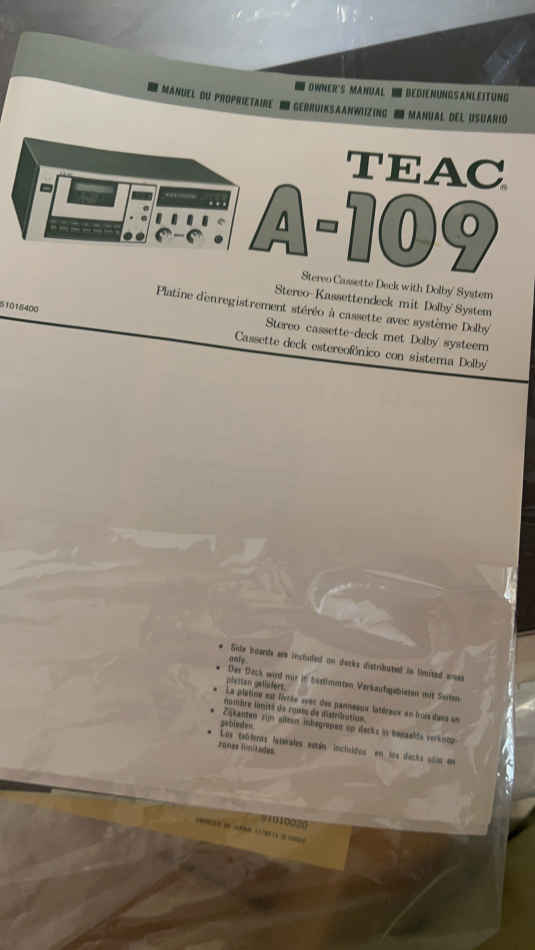 ■ OWNER'S MANUAL ■ BEDIENUNGSANLEITUNG
■ MANUEL DU PROPRIETAIRE ■ GEBRUIKSAANWIJZING ■ MANUAL DEL USUARIO
TEAC®
A-109
Stereo Cassette Deck with Dolby System
Stereo-Kassettendeck mit Dolby System
Platine d'enregistrement stéréo à cassette avec système Dolby
Stereo cassette-deck met Dolby systeem
Cassette deck estereofónico con sistema Dolby
51016400
• Side boards are included on decks distributed in limited areas
only.
• Das Deck wird nur in bestimmten Verkaufsgebieten mit Seiten-
platten geliefert.
• La platine est livrée avec des panneaux latéraux en bois dans un
nombre limité de zones de distribution.
• Zijkanten zijn alleen inbegrepen op decks in bepaalde verkoop-
gebieden.
• Los tableros laterales están incluidos en los decks sólo en
zonas limitadas.